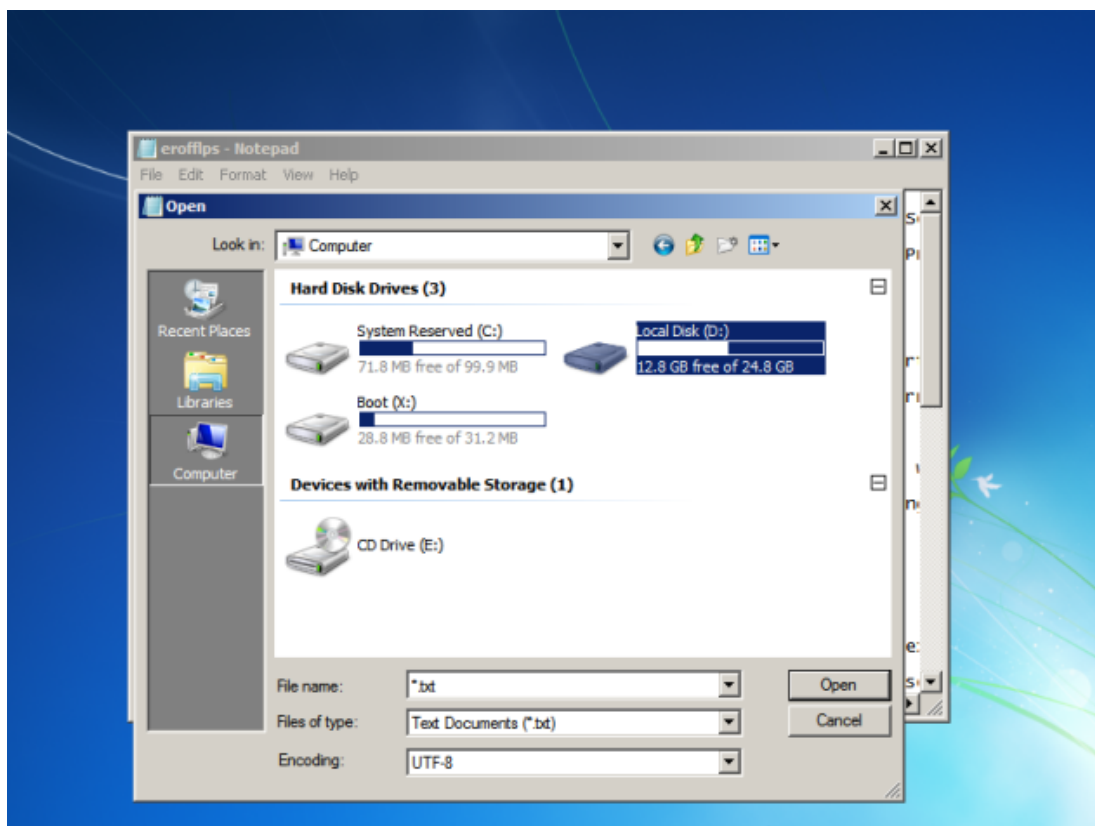 erofflps - Notepad
File Edit Format View Help
Open
Look in: Computer
Recent Places
Libraries
Computer
Hard Disk Drives (3)
System Reserved (C:)
71.8 MB free of 99.9 MB
Local Disk (D:)
12.8 GB free of 24.8 GB
Boot (X:)
28.8 MB free of 31.2 MB
Devices with Removable Storage (1)
CD Drive (E:)
File name: *.txt
Open
Files of type: Text Documents (*.txt)
Cancel
Encoding: UTF-8